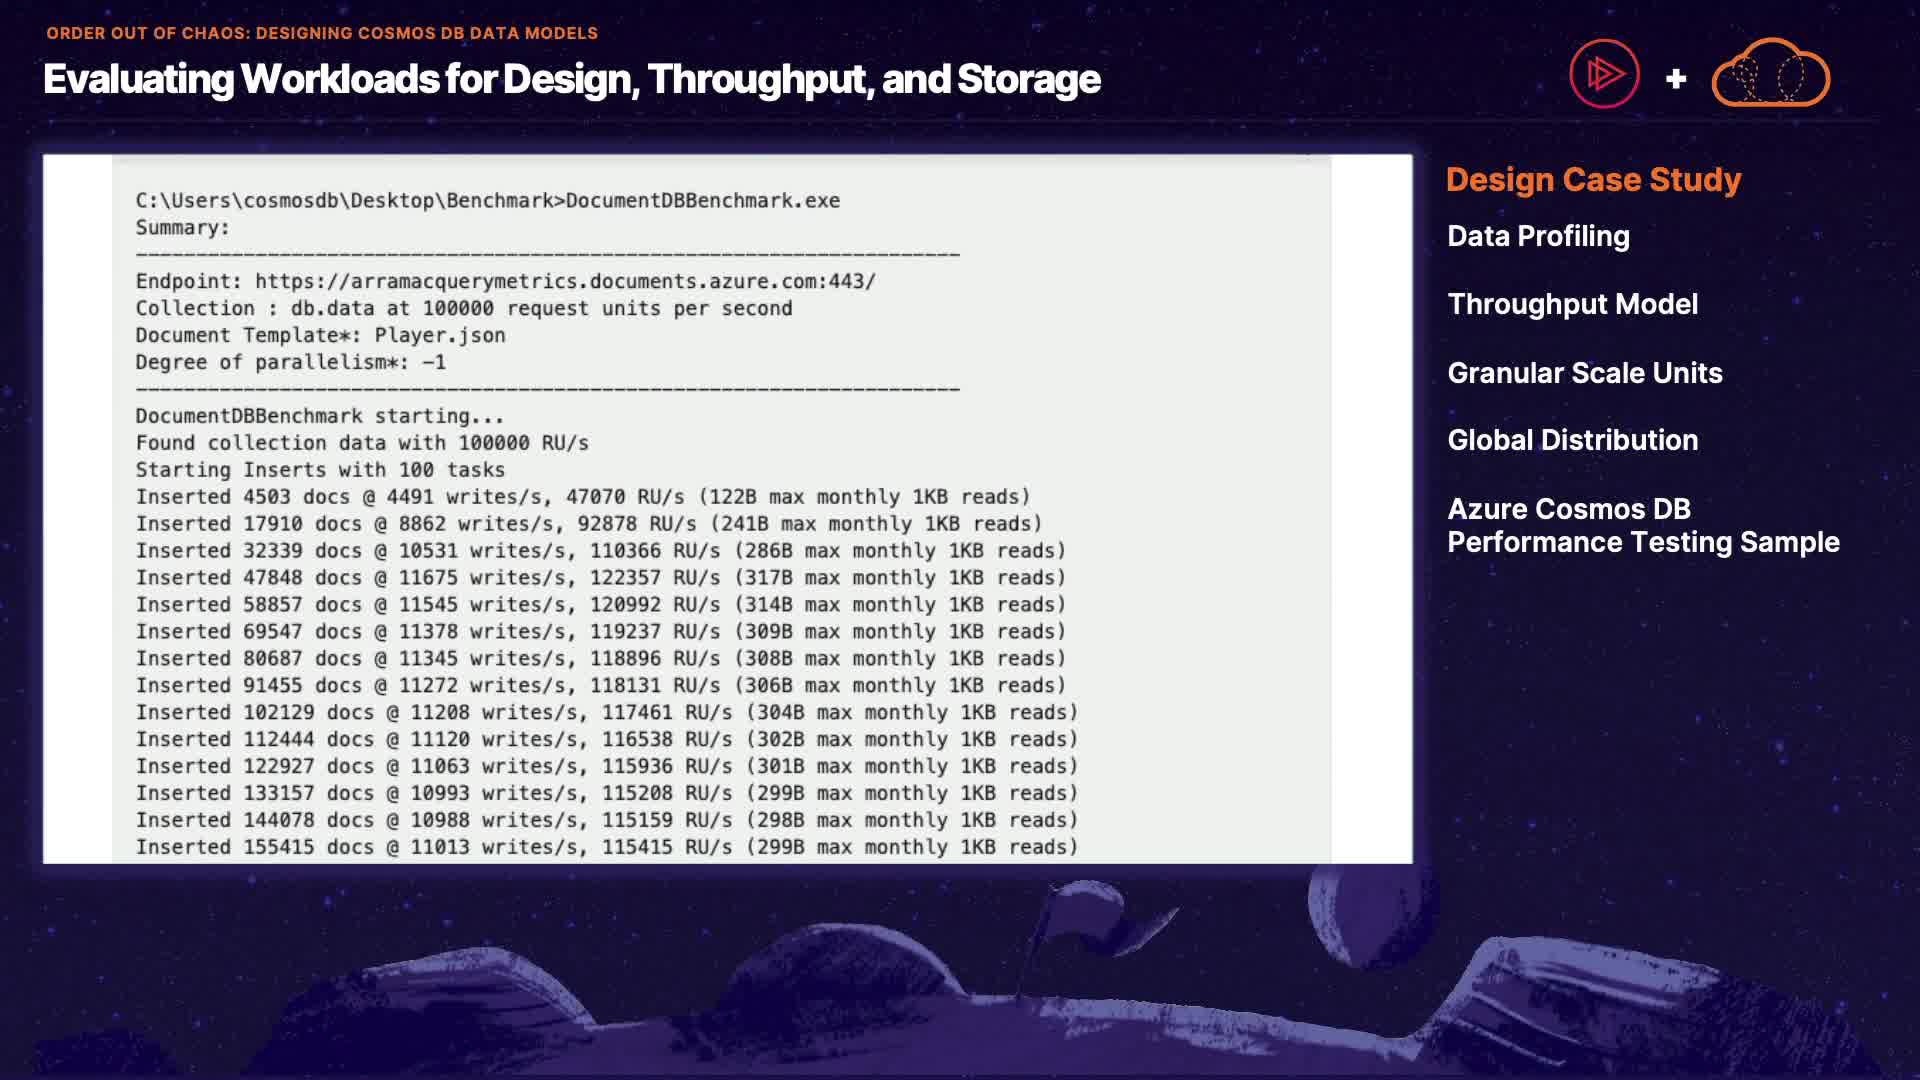 ORDER OUT OF CHAOS: DESIGNING COSMOS DB DATA MODELS
Evaluating Workloads for Design, Throughput, and Storage
+
C:\Users\cosmosdb\Desktop\Benchmark>DocumentDBBenchmark.exe
Summary:
---------------------------------------------------------------------
Endpoint: https://arramacquerymetrics.documents.azure.com:443/
Collection : db.data at 100000 request units per second
Document Template*: Player.json
Degree of parallelism*: -1
---------------------------------------------------------------------
DocumentDBBenchmark starting...
Found collection data with 100000 RU/s
Starting Inserts with 100 tasks
Inserted 4503 docs @ 4491 writes/s, 47070 RU/s (122B max monthly 1KB reads)
Inserted 17910 docs @ 8862 writes/s, 92878 RU/s (241B max monthly 1KB reads)
Inserted 32339 docs @ 10531 writes/s, 110366 RU/s (286B max monthly 1KB reads)
Inserted 47848 docs @ 11675 writes/s, 122357 RU/s (317B max monthly 1KB reads)
Inserted 58857 docs @ 11545 writes/s, 120992 RU/s (314B max monthly 1KB reads)
Inserted 69547 docs @ 11378 writes/s, 119237 RU/s (309B max monthly 1KB reads)
Inserted 80687 docs @ 11345 writes/s, 118896 RU/s (308B max monthly 1KB reads)
Inserted 91455 docs @ 11272 writes/s, 118131 RU/s (306B max monthly 1KB reads)
Inserted 102129 docs @ 11208 writes/s, 117461 RU/s (304B max monthly 1KB reads)
Inserted 112444 docs @ 11120 writes/s, 116538 RU/s (302B max monthly 1KB reads)
Inserted 122927 docs @ 11063 writes/s, 115936 RU/s (301B max monthly 1KB reads)
Inserted 133157 docs @ 10993 writes/s, 115208 RU/s (299B max monthly 1KB reads)
Inserted 144078 docs @ 10988 writes/s, 115159 RU/s (298B max monthly 1KB reads)
Inserted 155415 docs @ 11013 writes/s, 115415 RU/s (299B max monthly 1KB reads)
Design Case Study
Data Profiling
Throughput Model
Granular Scale Units
Global Distribution
Azure Cosmos DB
Performance Testing Sample